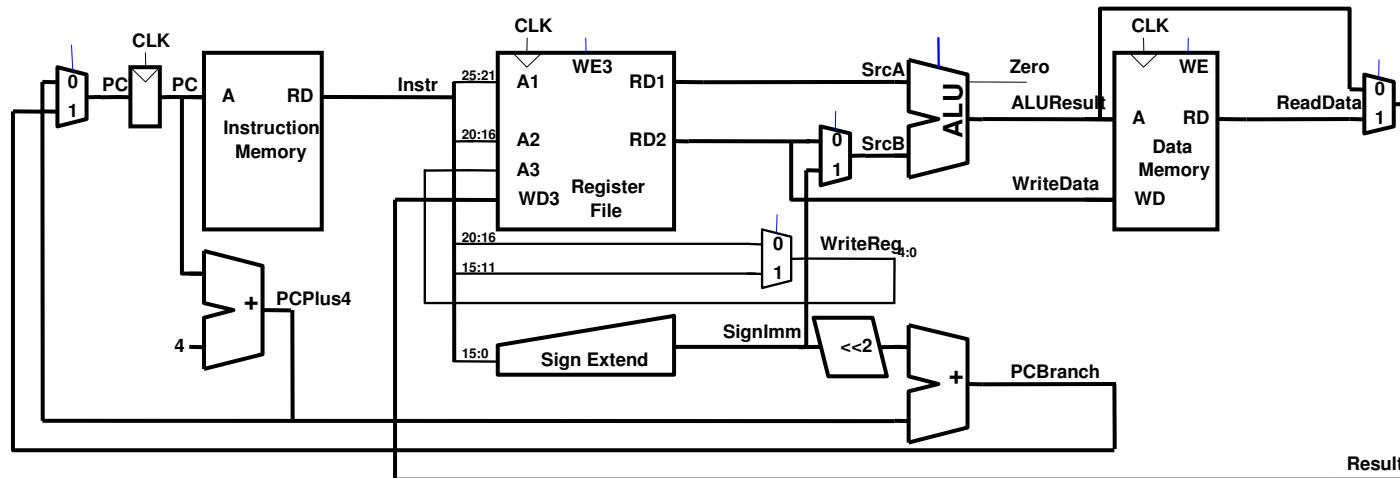 CLK
CLK
CLK
0
1
PC
PC
A
RD
Instruction
Memory
Instr
25:21
20:16
A1
A2
A3
WD3
WE3
RD1
RD2
Register
File
20:16
15:11
15:0
0
1
WriteReg4:0
SrcA
0
1
SrcB
ALU
Zero
ALUResult
WriteData
WE
A
RD
Data
Memory
WD
ReadData
0
1
+
PCPlus4
4
Sign Extend
SignImm
<<2
+
PCBranch
Result